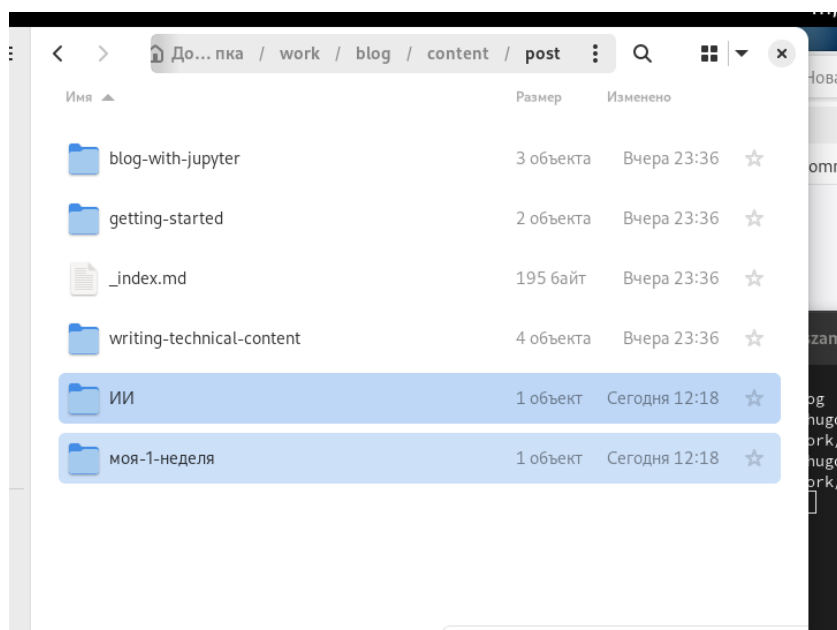 До... пка / work / blog / content / post
Имя Размер Изменено
blog-with-jupyter 3 объекта Вчера 23:36
getting-started 2 объекта Вчера 23:36
_index.md 195 байт Вчера 23:36
writing-technical-content 4 объекта Вчера 23:36
ИИ 1 объект Сегодня 12:18
моя-1-неделя 1 объект Сегодня 12:18